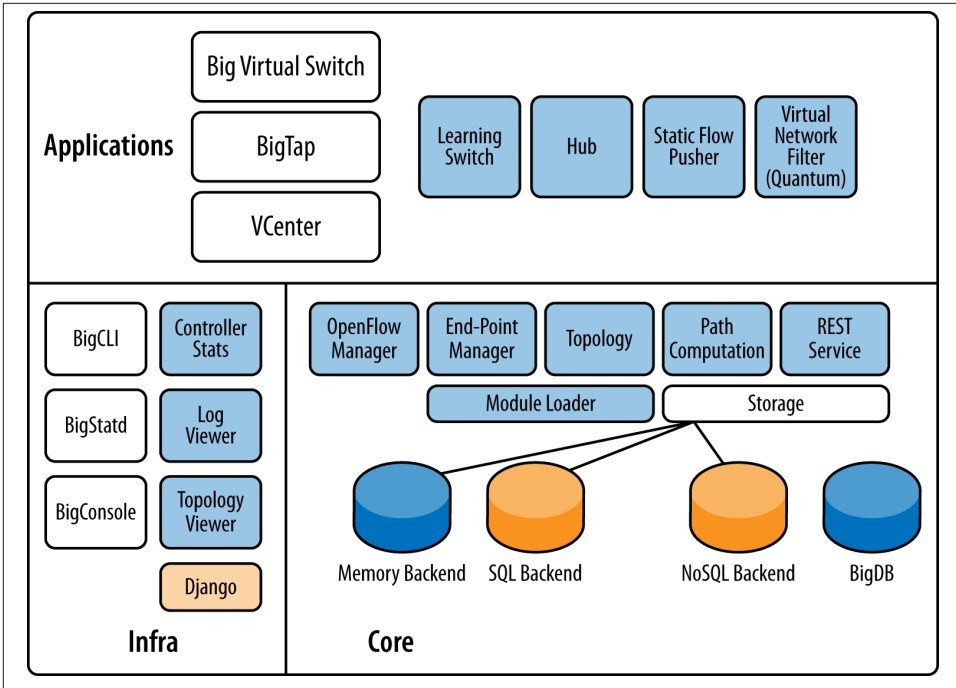 Applications
Big Virtual Switch
BigTap
VCenter
Learning
Switch
Hub
Static Flow
Pusher
Virtual
Network
Filter
(Quantum)
BigCLI
Controller
Stats
BigStatd
Log
Viewer
BigConsole
Topology
Viewer
Django
Infra
OpenFlow
Manager
End-Point
Manager
Topology
Path
Computation
REST
Service
Module Loader
Storage
Memory Backend
SQL Backend
NoSQL Backend
BigDB
Core